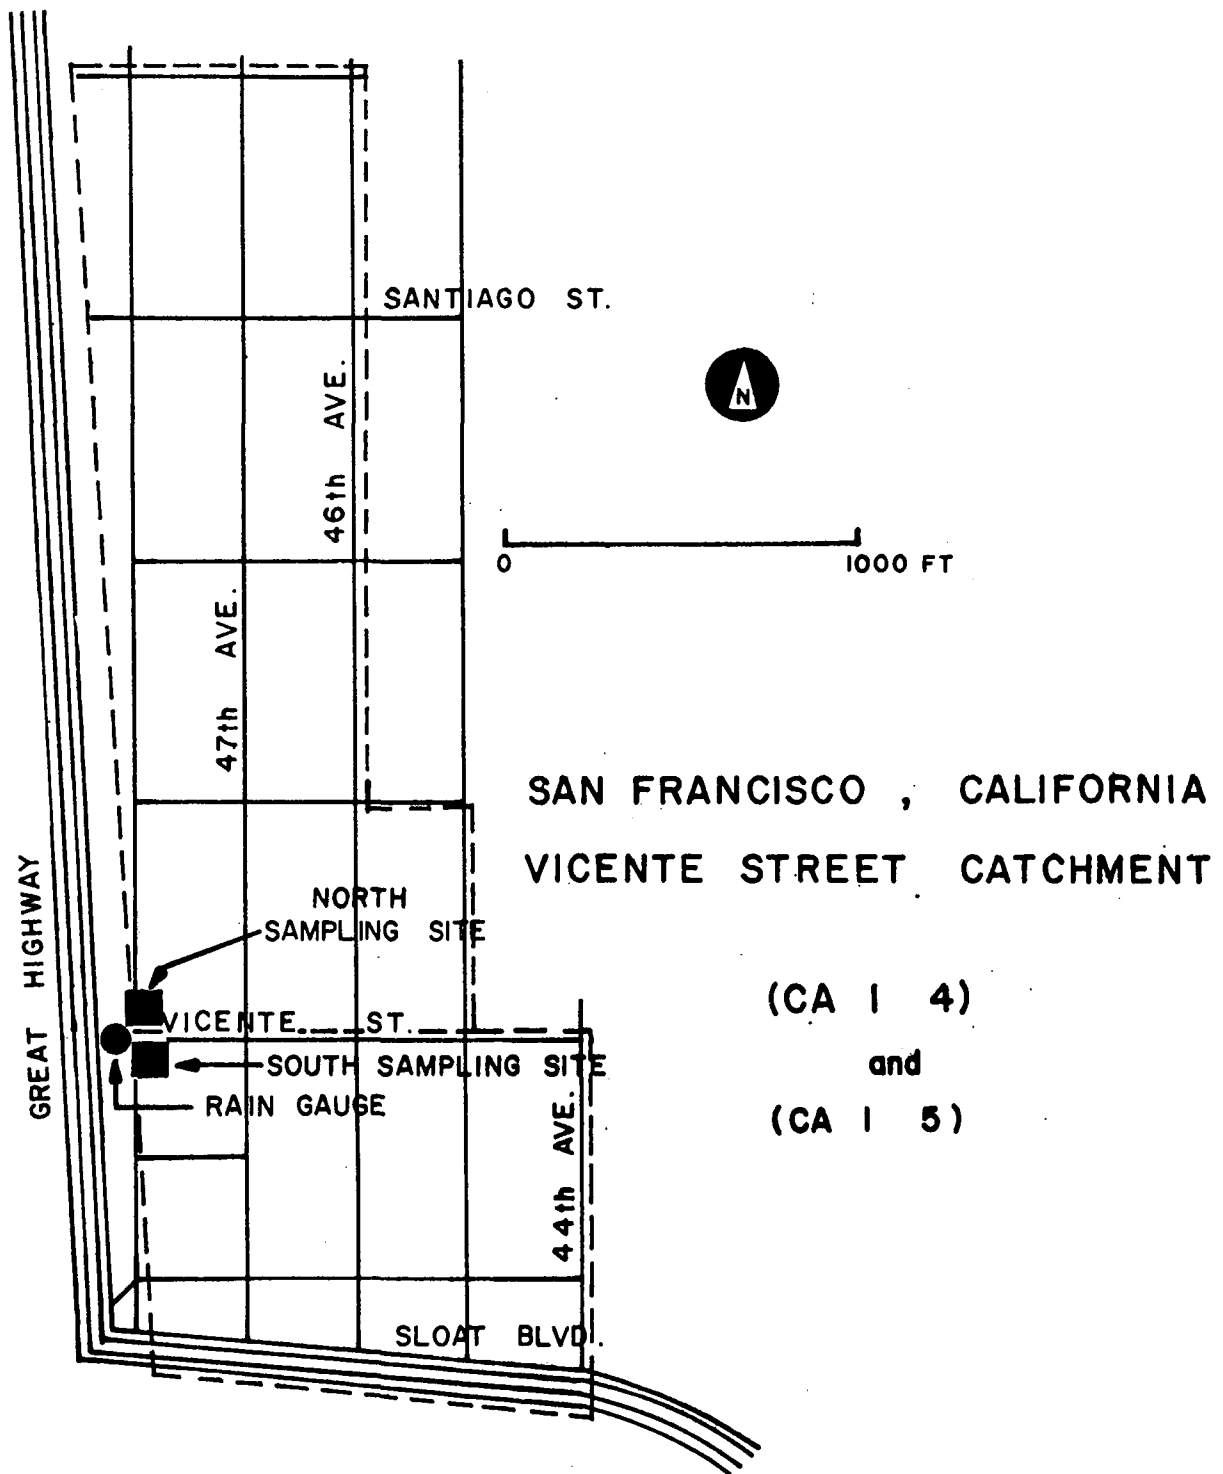 SANTIAGO ST.
46th AVE.
N
0
1000 FT
47th AVE.
SAN FRANCISCO , CALIFORNIA
VICENTE STREET CATCHMENT
GREAT HIGHWAY
NORTH
SAMPLING SITE
(CA I 4)
VICENTE ST.
SOUTH SAMPLING SITE
and
RAIN GAUGE
(CA I 5)
44th AVE.
SLOAT BLVD.